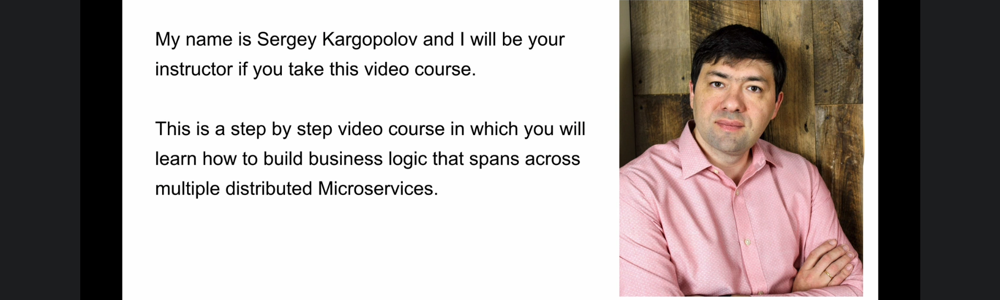 My name is Sergey Kargopolov and I will be your
instructor if you take this video course.
This is a step by step video course in which you will
learn how to build business logic that spans across
multiple distributed Microservices.